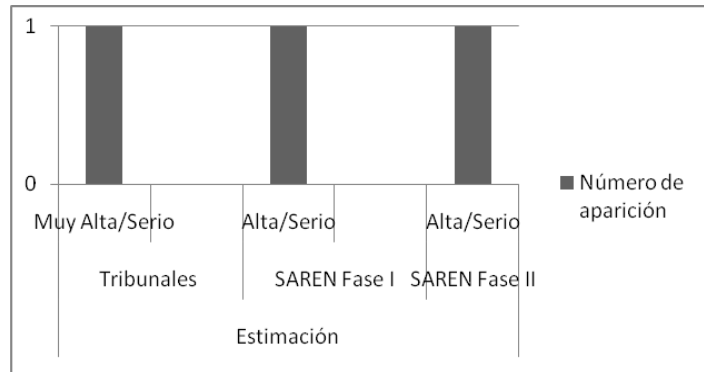 1
0
Muy Alta/Serio
Alta/Serio
Alta/Serio
Tribunales
SAREN Fase I
SAREN Fase II
Estimación
Número de
aparición